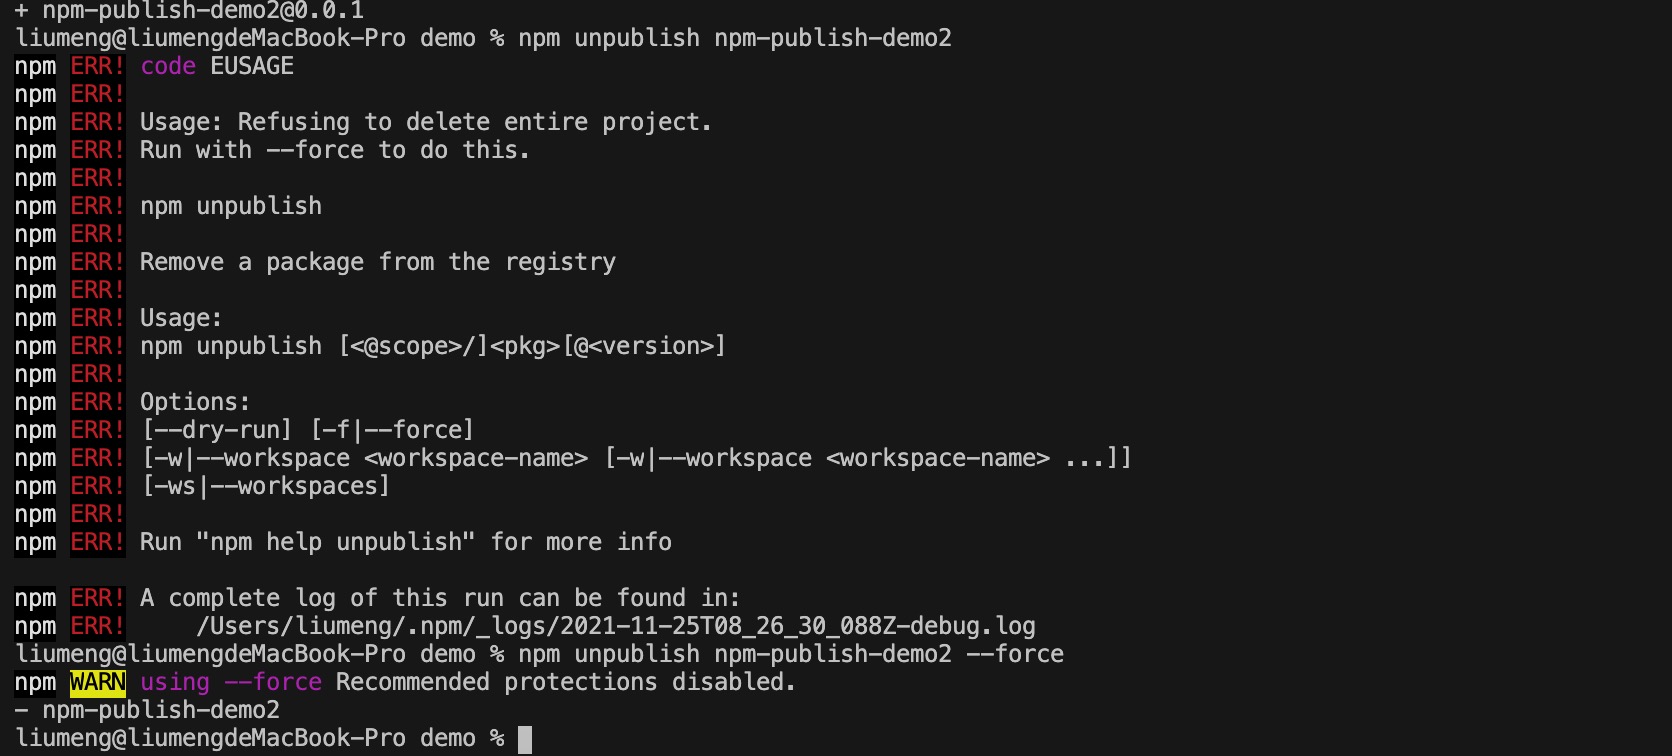 + npm-publish-demo2@0.0.1
liumeng@liumengdeMacBook-Pro demo % npm unpublish npm-publish-demo2
npm ERR! code EUSAGE
npm ERR!
npm ERR! Usage: Refusing to delete entire project.
npm ERR! Run with --force to do this.
npm ERR!
npm ERR! npm unpublish
npm ERR!
npm ERR! Remove a package from the registry
npm ERR!
npm ERR! Usage:
npm ERR! npm unpublish [<@scope>/]<pkg>[@<version>]
npm ERR!
npm ERR! Options:
npm ERR! [--dry-run] [-f|--force]
npm ERR! [-w|--workspace <workspace-name> [-w|--workspace <workspace-name> ...]]
npm ERR! [-ws|--workspaces]
npm ERR!
npm ERR! Run "npm help unpublish" for more info
npm ERR! A complete log of this run can be found in:
npm ERR!     /Users/liumeng/.npm/_logs/2021-11-25T08_26_30_088Z-debug.log
liumeng@liumengdeMacBook-Pro demo % npm unpublish npm-publish-demo2 --force
npm WARN using --force Recommended protections disabled.
- npm-publish-demo2
liumeng@liumengdeMacBook-Pro demo %